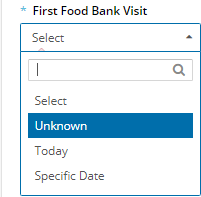 * First Food Bank Visit
Select
Select
Unknown
Today
Specific Date